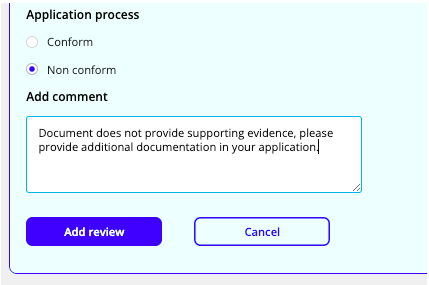 Application process
Conform
Non conform
Add comment
Document does not provide supporting evidence, please
provide additional documentation in your application.
Add review
Cancel